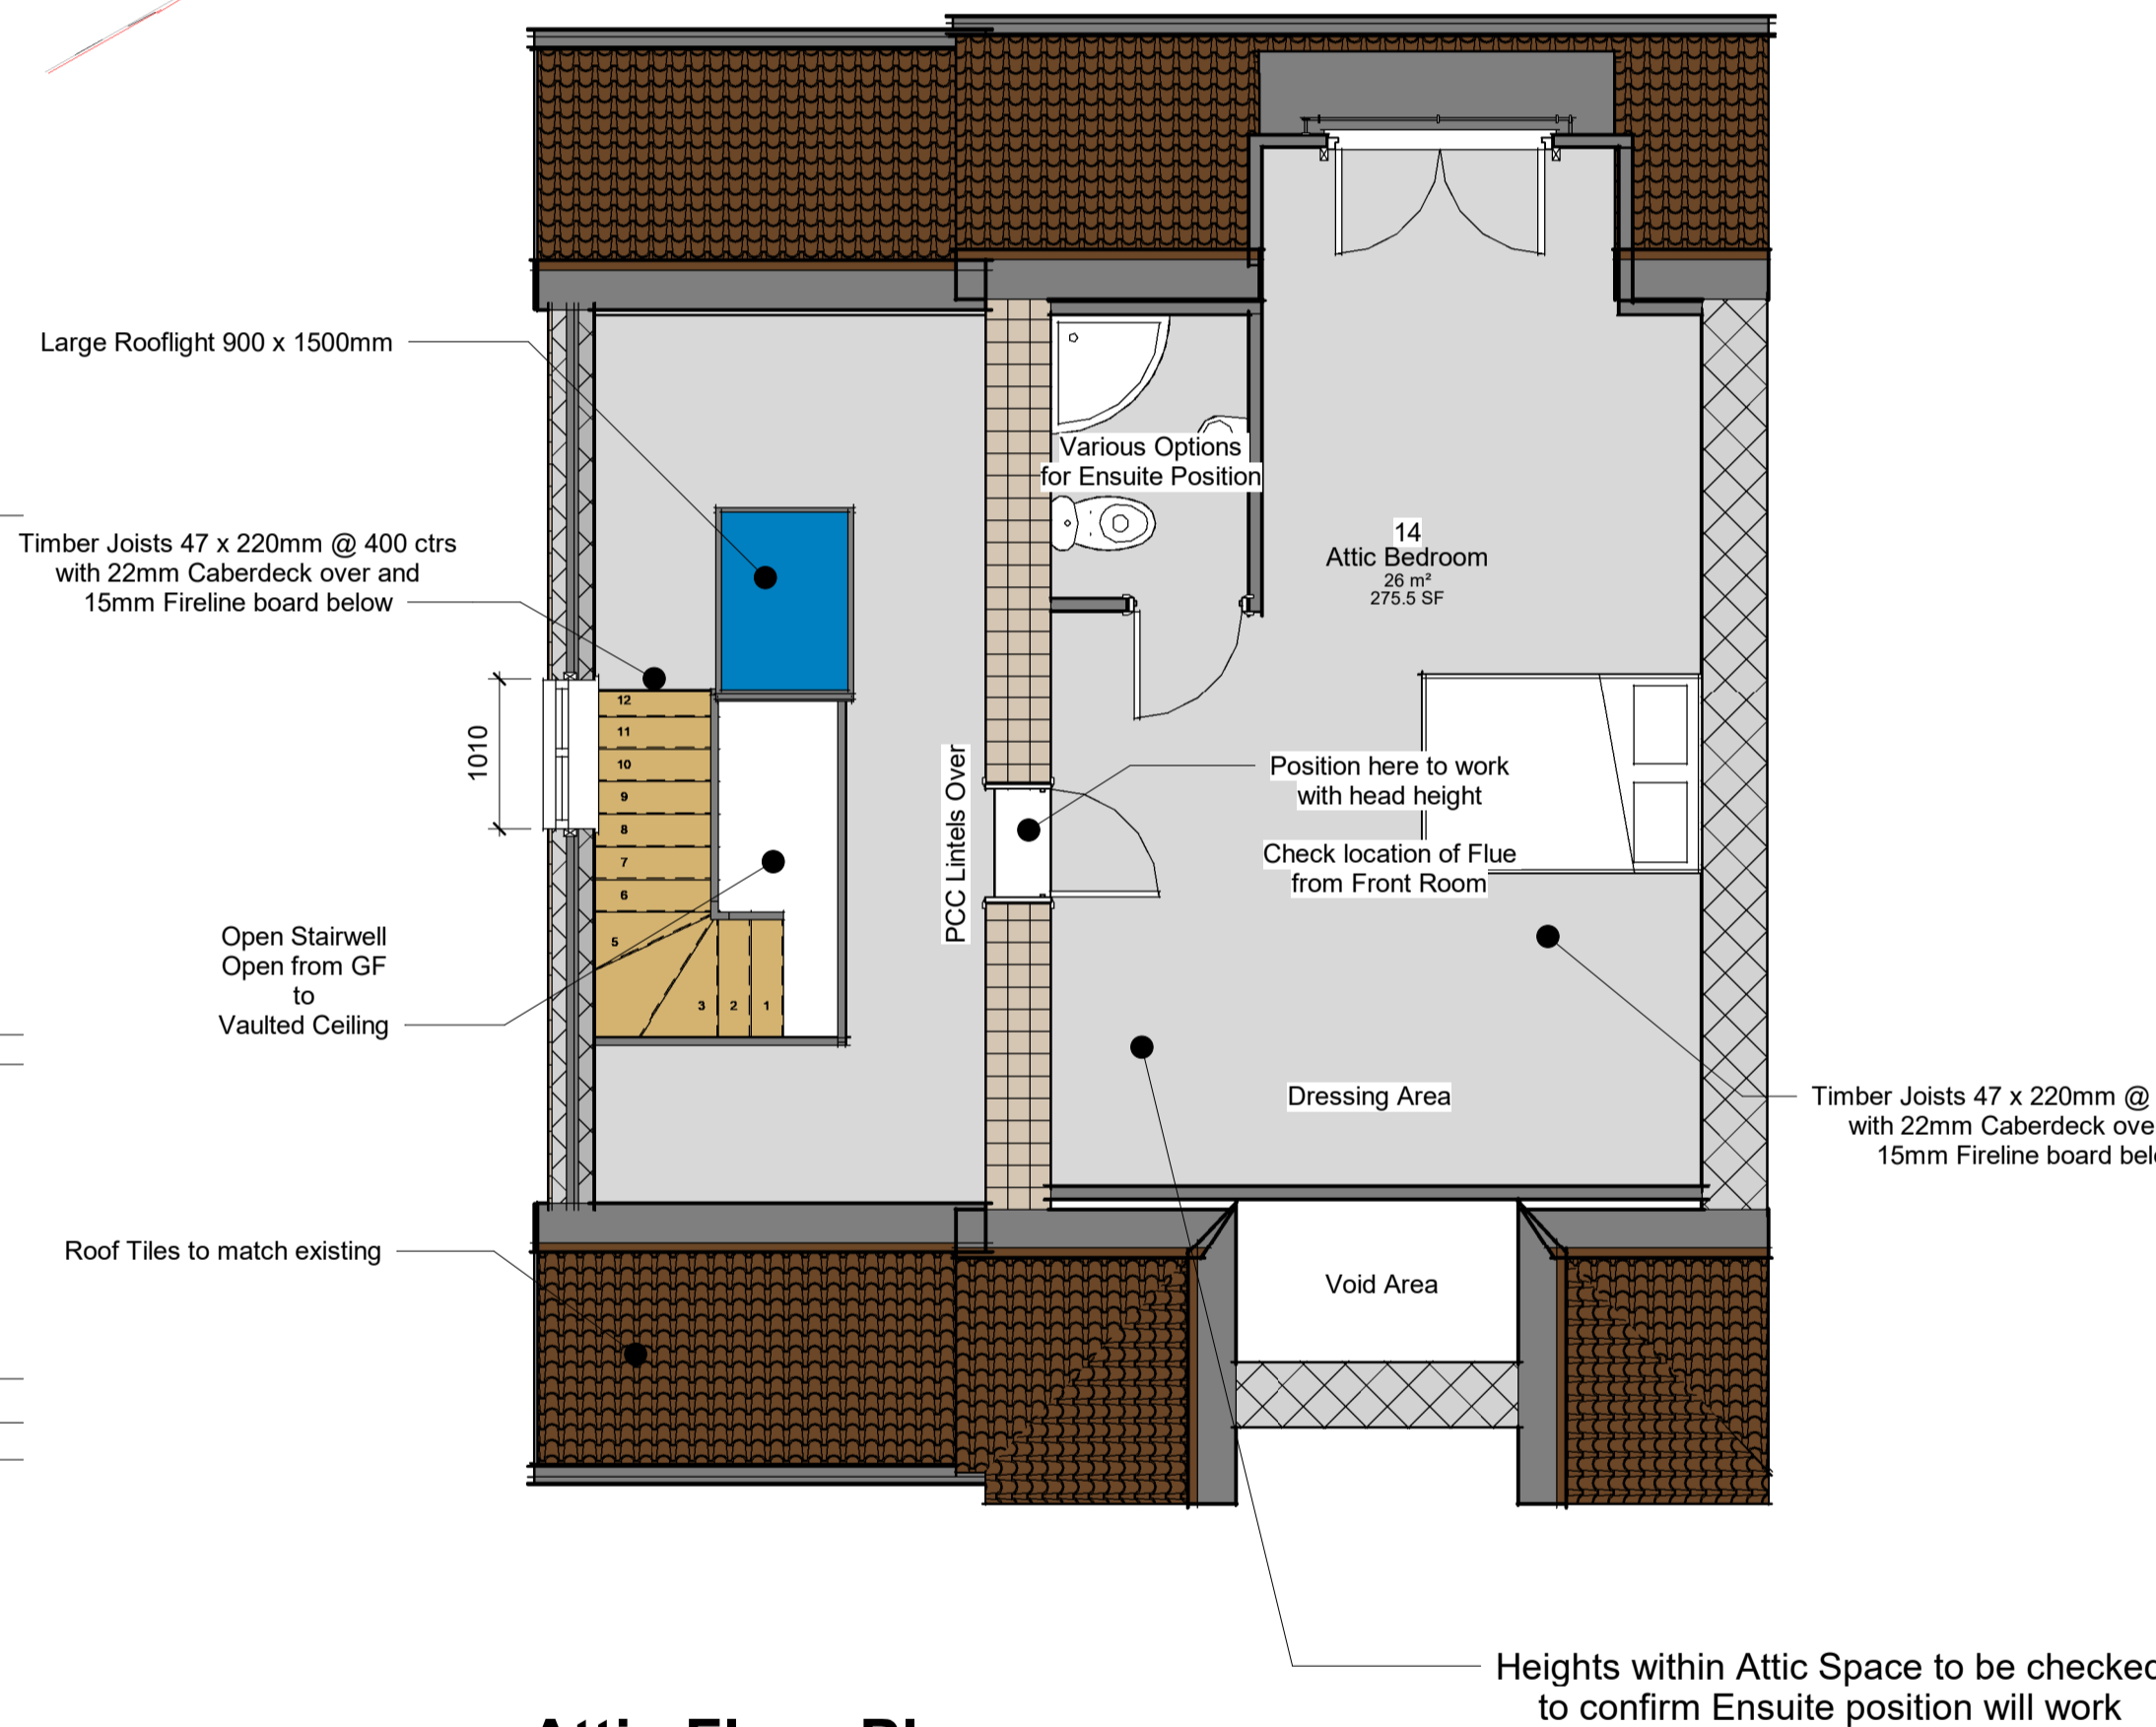 Large Rooflight 900 x 1500mm
Timber Joists 47 x 220mm @ 400 ctrs
with 22mm Caberdeck over and
15mm Fireline board below
1010
Open Stairwell
Open from GF
to
Vaulted Ceiling
Roof Tiles to match existing
12
11
10
9
8
7
6
5
3
2
1
PCC Lintels Over
Various Options
for Ensuite Position
14
Attic Bedroom
26 m²
275.5 SF
Position here to work
with head height
Check location of Flue
from Front Room
Dressing Area
Void Area
Timber Joists 47 x 220mm @
with 22mm Caberdeck
15mm Fireline board
Heights within Attic Space to be checked
to confirm Ensuite position will work